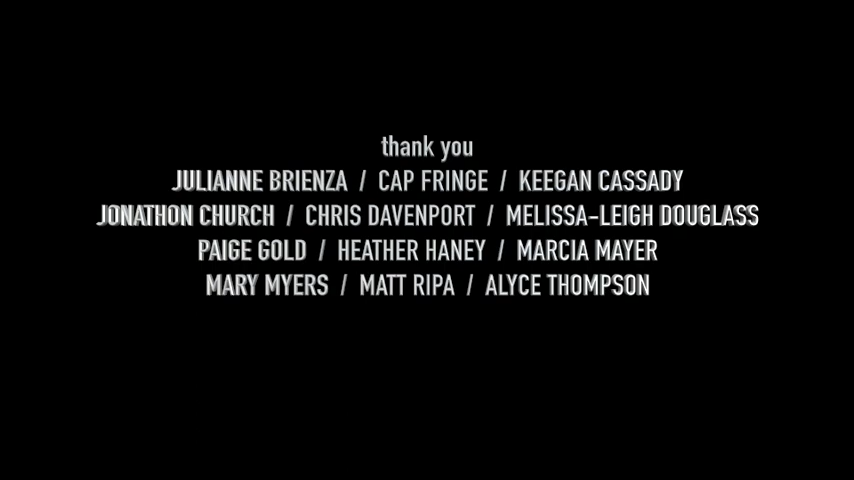 thank you
JULIANNE BRIENZA / CAP FRINGE / KEEGAN CASSADY
JONATHON CHURCH / CHRIS DAVENPORT / MELISSA-LEIGH DOUGLASS
PAIGE GOLD / HEATHER HANEY / MARCIA MAYER
MARY MYERS / MATT RIPA / ALYCE THOMPSON